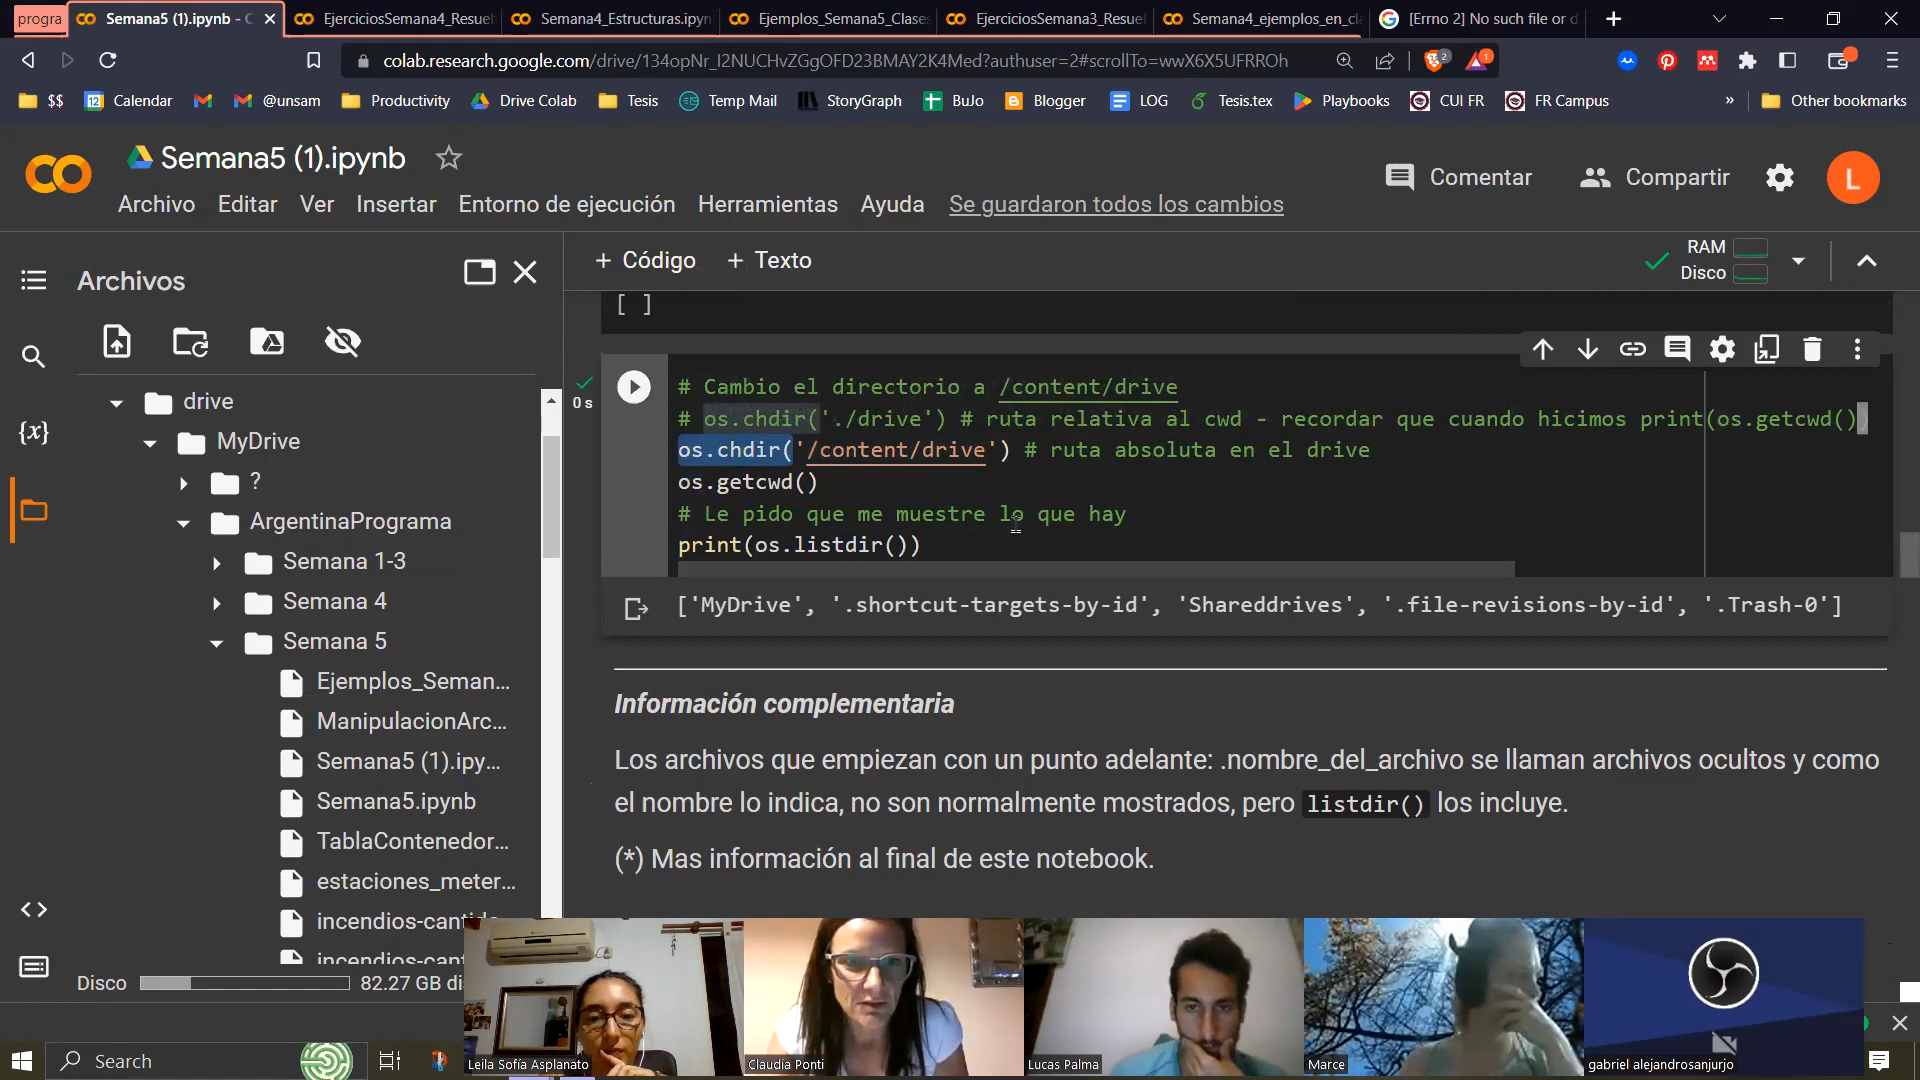 progra
Semana5 (1).ipynb - C
EjerciciosSemana4_Resuel
Semana4_Estructuras.ipyn
Ejemplos_Semana5_Clases
EjerciciosSemana3_Resuel
Semana4_ejemplos_en_cl
[Errno 2] No such file or d
colab.research.google.com/drive/134opNr_I2NUCHvZGgOFD23BMAY2K4Med?authuser=2#scrollTo=wwX6X5UFRROh
2
1
$$
Calendar
@unsam
Productivity
Drive Colab
Tesis
Temp Mail
StoryGraph
BuJo
Blogger
LOG
Tesis.tex
Playbooks
CUI FR
FR Campus
»
Other bookmarks
Semana5 (1).ipynb
Comentar
Compartir
L
Archivo Editar Ver Insertar Entorno de ejecución Herramientas Ayuda Se guardaron todos los cambios
Archivos
+ Código + Texto
RAM
Disco
drive
MyDrive
?
ArgentinaPrograma
Semana 1-3
Semana 4
Semana 5
Ejemplos_Seman...
ManipulacionArc...
Semana5 (1).ipy...
Semana5.ipynb
TablaContenedor...
estaciones_meter...
incendios-cantid
incendios-cantid
Disco 82.27 GB di
{x}
<>
[ ]
0 s
# Cambio el directorio a /content/drive
# os.chdir('./drive') # ruta relativa al cwd - recordar que cuando hicimos print(os.getcwd()
os.chdir('/content/drive') # ruta absoluta en el drive
os.getcwd()
# Le pido que me muestre lo que hay
print(os.listdir())
['MyDrive', '.shortcut-targets-by-id', 'Shareddrives', '.file-revisions-by-id', '.Trash-0']
Información complementaria
Los archivos que empiezan con un punto adelante: .nombre_del_archivo se llaman archivos ocultos y como
el nombre lo indica, no son normalmente mostrados, pero listdir() los incluye.
(*) Mas información al final de este notebook.
Leila Sofía Asplanato
Claudia Ponti
Lucas Palma
Marce
gabriel alejandrosanjurjo
Search